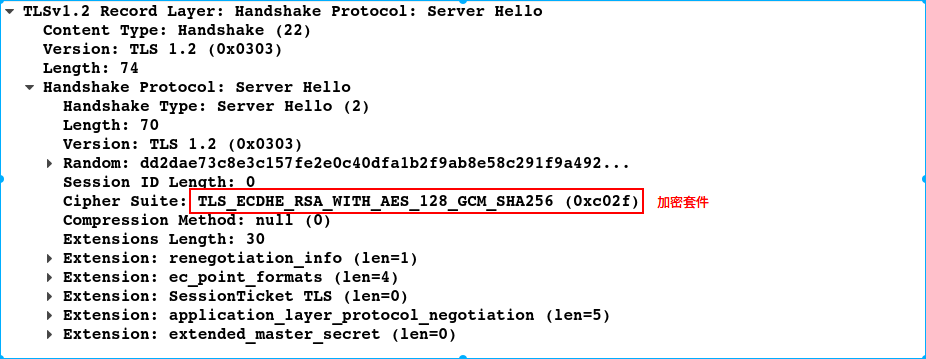 TLSv1.2 Record Layer: Handshake Protocol: Server Hello
Content Type: Handshake (22)
Version: TLS 1.2 (0x0303)
Length: 74
Handshake Protocol: Server Hello
Handshake Type: Server Hello (2)
Length: 70
Version: TLS 1.2 (0x0303)
Random: dd2dae73c8e3c157fe2e0c40dfa1b2f9ab8e58c291f9a492...
Session ID Length: 0
Cipher Suite: TLS_ECDHE_RSA_WITH_AES_128_GCM_SHA256 (0xc02f) 加密套件
Compression Method: null (0)
Extensions Length: 30
Extension: renegotiation_info (len=1)
Extension: ec_point_formats (len=4)
Extension: SessionTicket TLS (len=0)
Extension: application_layer_protocol_negotiation (len=5)
Extension: extended_master_secret (len=0)